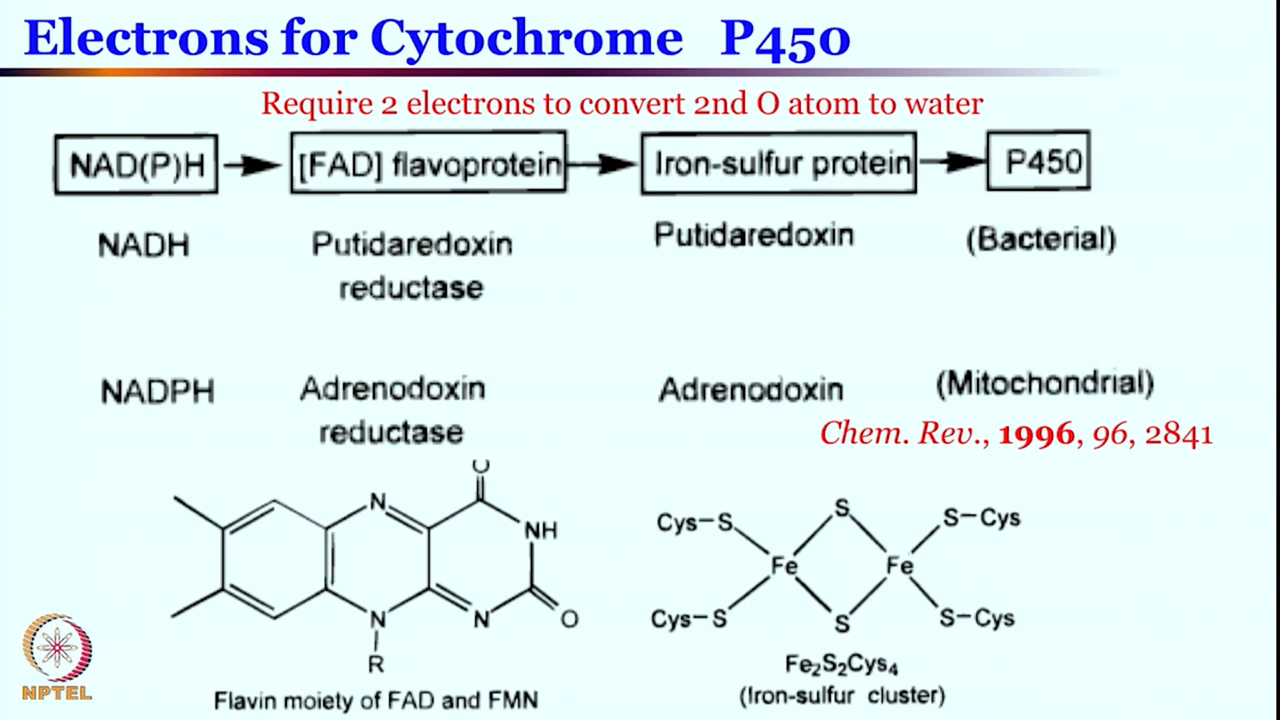 Electrons for Cytochrome P450
Require 2 electrons to convert 2nd O atom to water
NAD(P)H [FAD] flavoprotein Iron-sulfur protein P450
NADH Putidaredoxin reductase Putidaredoxin (Bacterial)
NADPH Adrenodoxin reductase Adrenodoxin (Mitochondrial)
Chem. Rev., 1996, 96, 2841
O
N
NH
N
N
O
R
Flavin moiety of FAD and FMN
Cys-S S S-Cys
Fe Fe
Cys-S S S-Cys
Fe₂S₂Cys₄
(Iron-sulfur cluster)
NPTEL